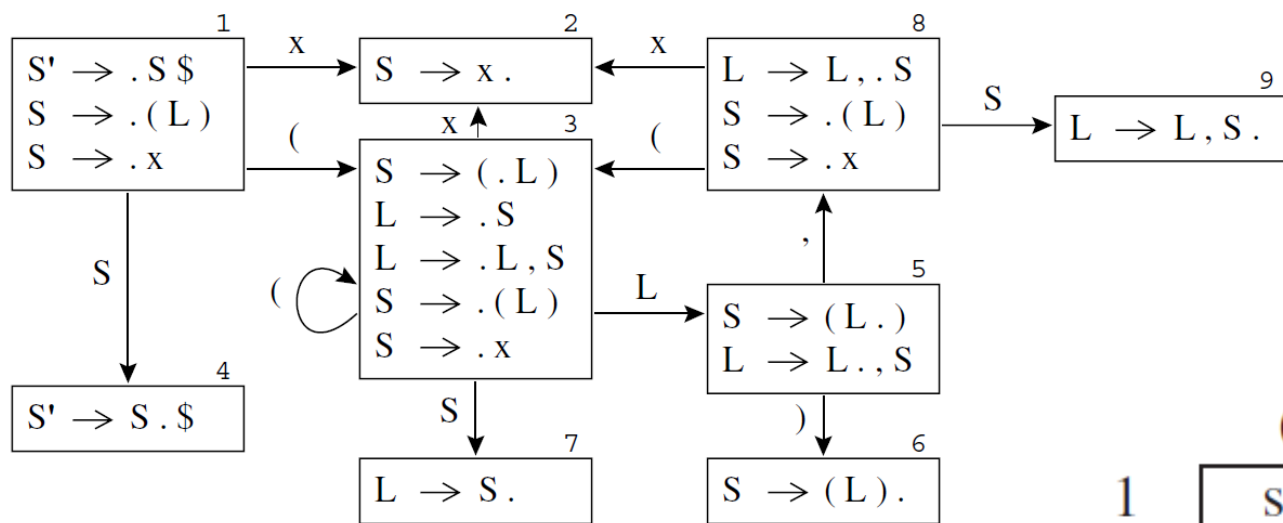 1
S' → . S $
S → . ( L )
S → . x
x
(
S
4
S' → S . $
2
S → x .
x
3
S → ( . L )
L → . S
L → . L , S
S → . ( L )
S → . x
(
L
S
7
L → S .
8
L → L , . S
S → . ( L )
S → . x
x
(
S
9
L → L , S .
,
5
S → ( L . )
L → L . , S
)
6
S → ( L ) .
1